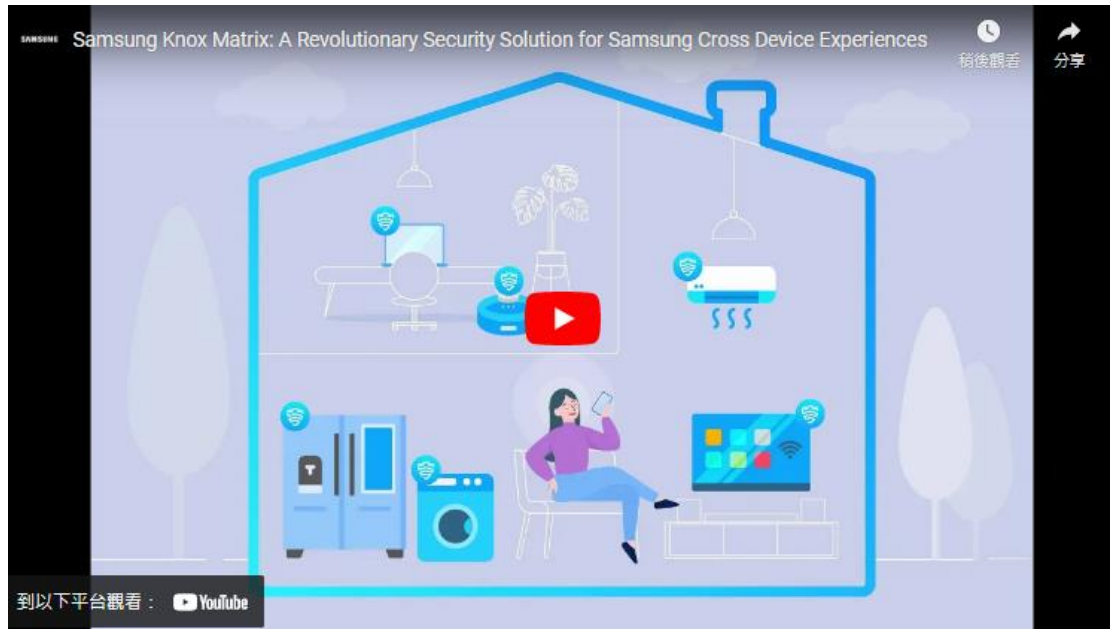 SAMSUNG Samsung Knox Matrix: A Revolutionary Security Solution for Samsung Cross Device Experiences
稍後觀看 分享
到以下平台觀看： YouTube